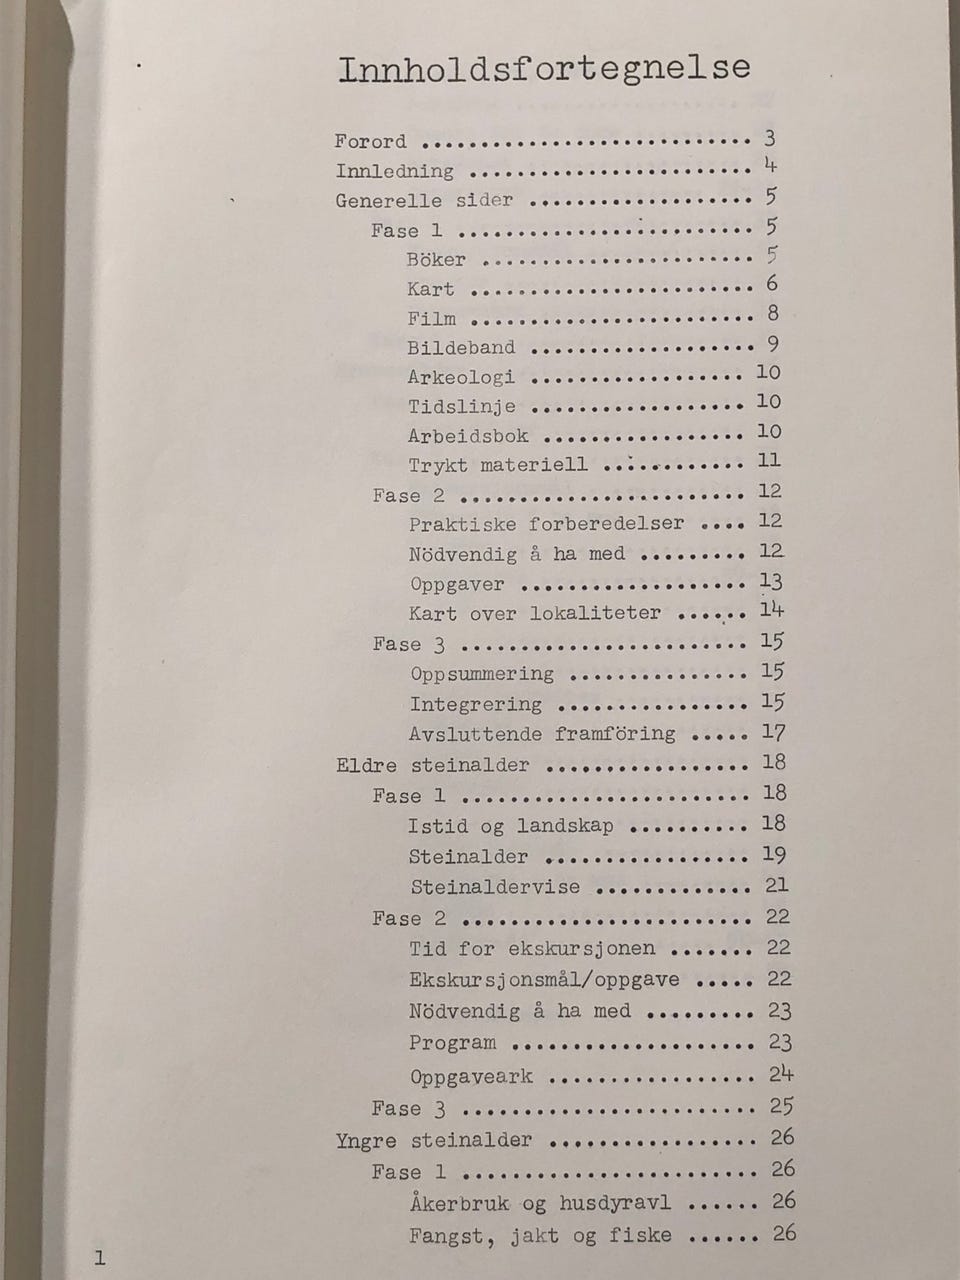 Innholdsfortegnelse
Forord ............................ 3
Innledning ........................ 4
Generelle sider ................... 5
Fase 1 ......................... 5
Böker ....................... 5
Kart ........................ 6
Film ........................ 8
Bildeband ................... 9
Arkeologi .................. 10
Tidslinje .................. 10
Arbeidsbok ................. 10
Trykt materiell ............ 11
Fase 2 ........................ 12
Praktiske forberedelser .... 12
Nödvendig å ha med ......... 12
Oppgaver ................... 13
Kart over lokaliteter ...... 14
Fase 3 ........................ 15
Oppsummering ............... 15
Integrering ................ 15
Avsluttende framföring ..... 17
Eldre steinalder ................. 18
Fase 1 ........................ 18
Istid og landskap .......... 18
Steinalder ................. 19
Steinaldervise ............. 21
Fase 2 ........................ 22
Tid for ekskursjonen ....... 22
Ekskursjonsmål/oppgave ..... 22
Nödvendig å ha med ......... 23
Program .................... 23
Oppgaveark ................. 24
Fase 3 ........................ 25
Yngre steinalder ................. 26
Fase 1 ........................ 26
Åkerbruk og husdyravl ...... 26
Fangst, jakt og fiske ...... 26
1